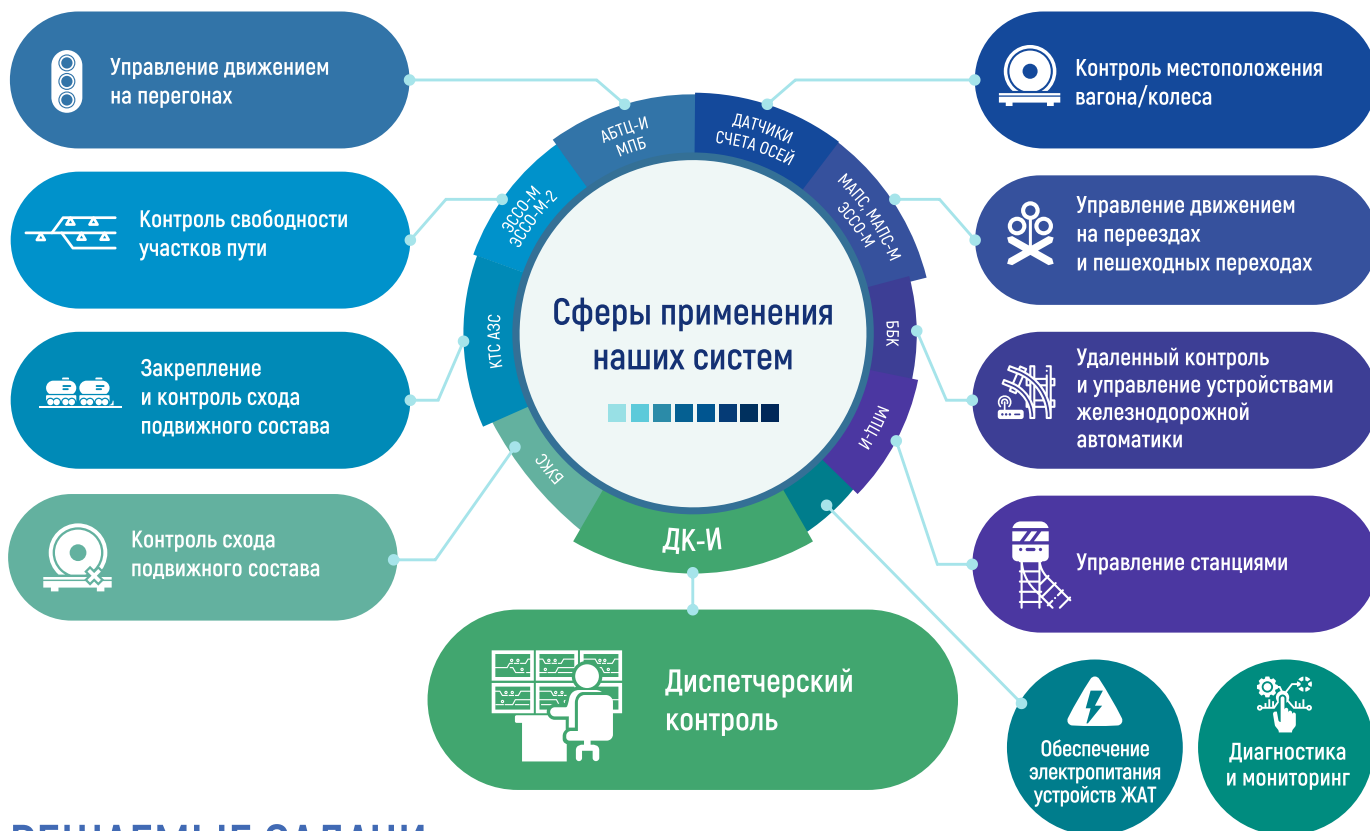 Управление движением
на перегонах
Контроль свободности
участков пути
Закрепление
и контроль схода
подвижного состава
Контроль схода
подвижного состава
АБТЦ-И
МПБ
ДАТЧИКИ
СЧЕТА ОСЕЙ
ЭССО-М
ЭССО-М-2
МАПС, МАПС-М
ЭССО-М
КТС АЗС
ББК
БУКС
МПЦ-И
ДК-И
Сферы применения
наших систем
Контроль местоположения
вагона/колеса
Управление движением
на переездах
и пешеходных переходах
Удаленный контроль
и управление устройствами
железнодорожной
автоматики
Управление станциями
Диспетчерский
контроль
Обеспечение
электропитания
устройств ЖАТ
Диагностика
и мониторинг
РЕШАЕМЫЕ ЗАДАЧИ